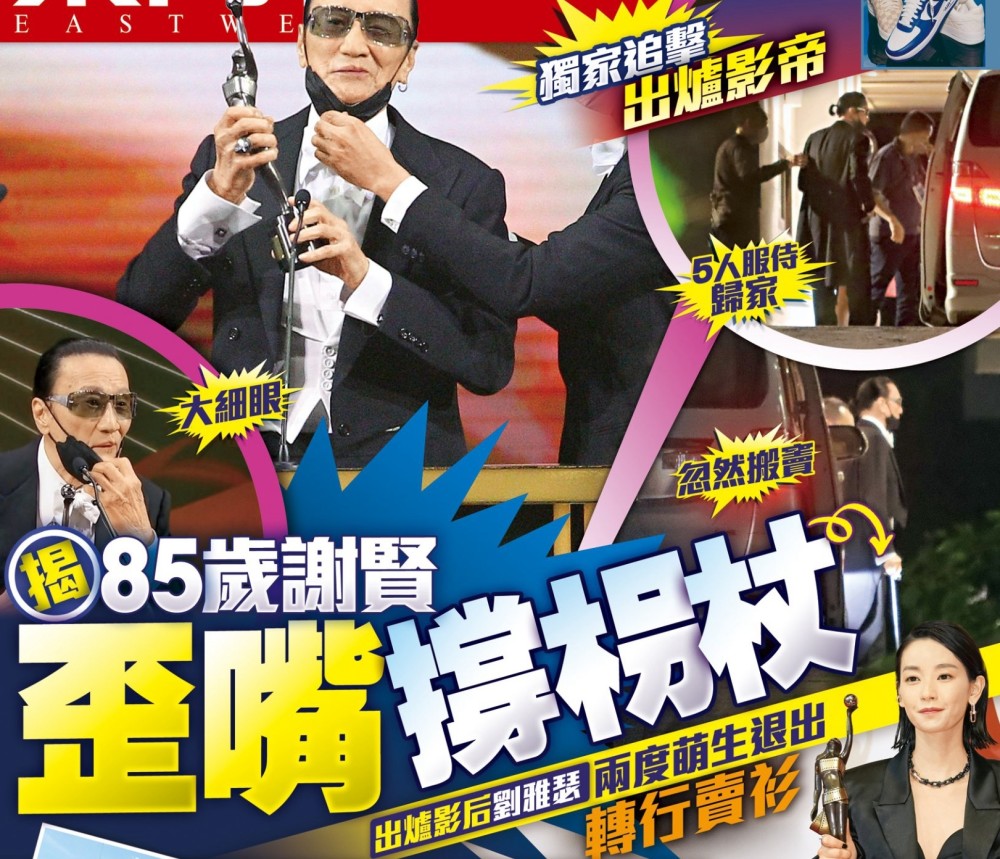 EASTWE
獨家追擊
出爐影帝
5人服侍
歸家
大細眼
忽然搬竇
揭85歲謝賢
歪嘴撐拐杖
出爐影后劉雅瑟兩度萌生退出
轉行賣衫